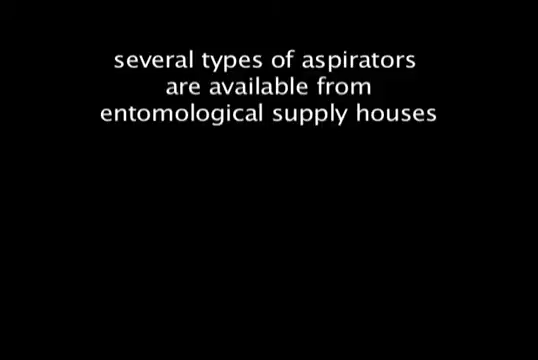 several types of aspirators
are available from
entomological supply houses